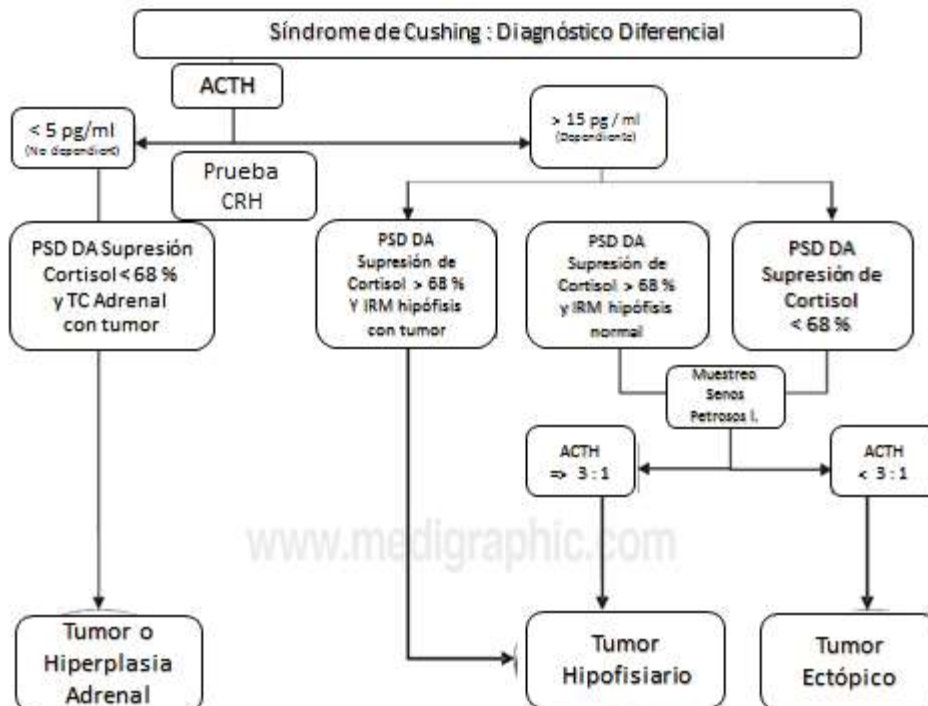 Síndrome de Cushing : Diagnóstico Diferencial
ACTH
< 5 pg/ml
(No dependient)
> 15 pg / ml
(Dependiente)
Prueba
CRH
PSD DA Supresión
Cortisol < 68 %
y TC Adrenal
con tumor
PSD DA
Supresión de
Cortisol > 68 %
Y IRM hipófisis
con tumor
PSD DA
Supresión de
Cortisol > 68 %
y IRM hipófisis
normal
PSD DA
Supresión de
Cortisol
< 68 %
Muestreo
Senos
Petrosos I.
ACTH
=> 3 : 1
ACTH
< 3 : 1
www.medigraphic.com
Tumor o
Hiperplasia
Adrenal
Tumor
Hipofisiario
Tumor
Ectópico